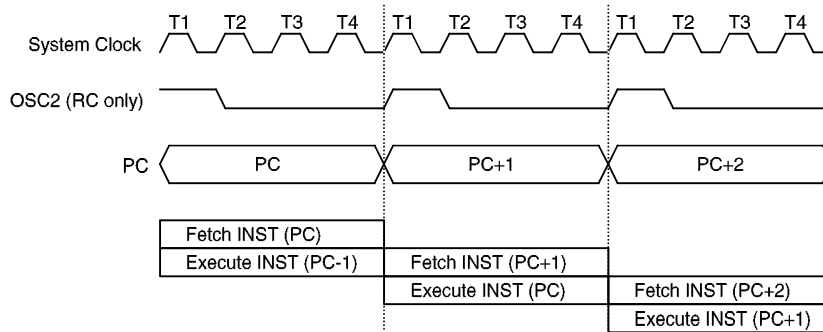 T1 T2 T3 T4 T1 T2 T3 T4 T1 T2 T3 T4
System Clock
OSC2 (RC only)
PC PC PC+1 PC+2
Fetch INST (PC)
Execute INST (PC-1) Fetch INST (PC+1)
Execute INST (PC) Fetch INST (PC+2)
Execute INST (PC+1)